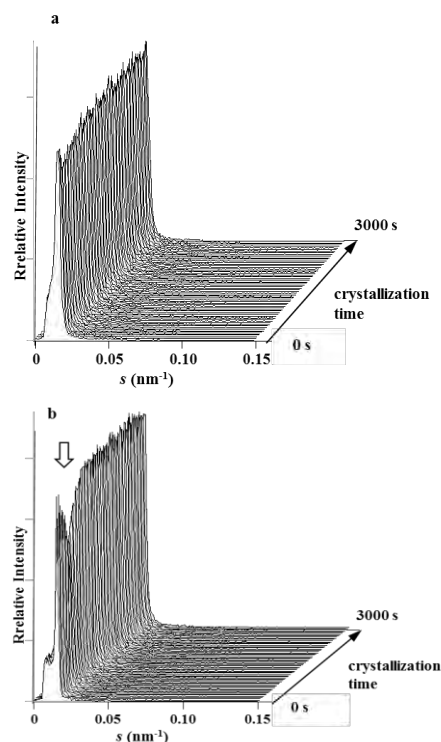 a
Rrelative Intensity
3000 s
crystallization
time
0 s
0 0.05 0.10 0.15
s (nm-1)
b
Rrelative Intensity
3000 s
crystallization
time
0 s
0 0.05 0.10 0.15
s (nm-1)